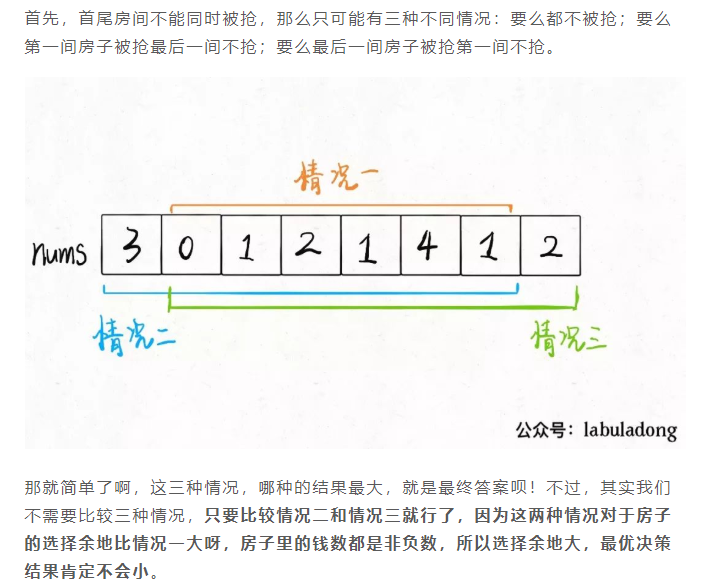 首先，首尾房间不能同时被抢，那么只可能有三种不同情况：要么都不被抢；要么
第一间房子被抢最后一间不抢；要么最后一间房子被抢第一间不抢。
情况一
nums 3 0 1 2 1 4 1 2
情况二
情况三
公众号：labuladong
那就简单了啊，这三种情况，哪种的结果最大，就是最终答案呗！不过，其实我们
不需要比较三种情况，只要比较情况二和情况三就行了，因为这两种情况对于房子
的选择余地比情况一大呀，房子里的钱数都是非负数，所以选择余地大，最优决策
结果肯定不会小。